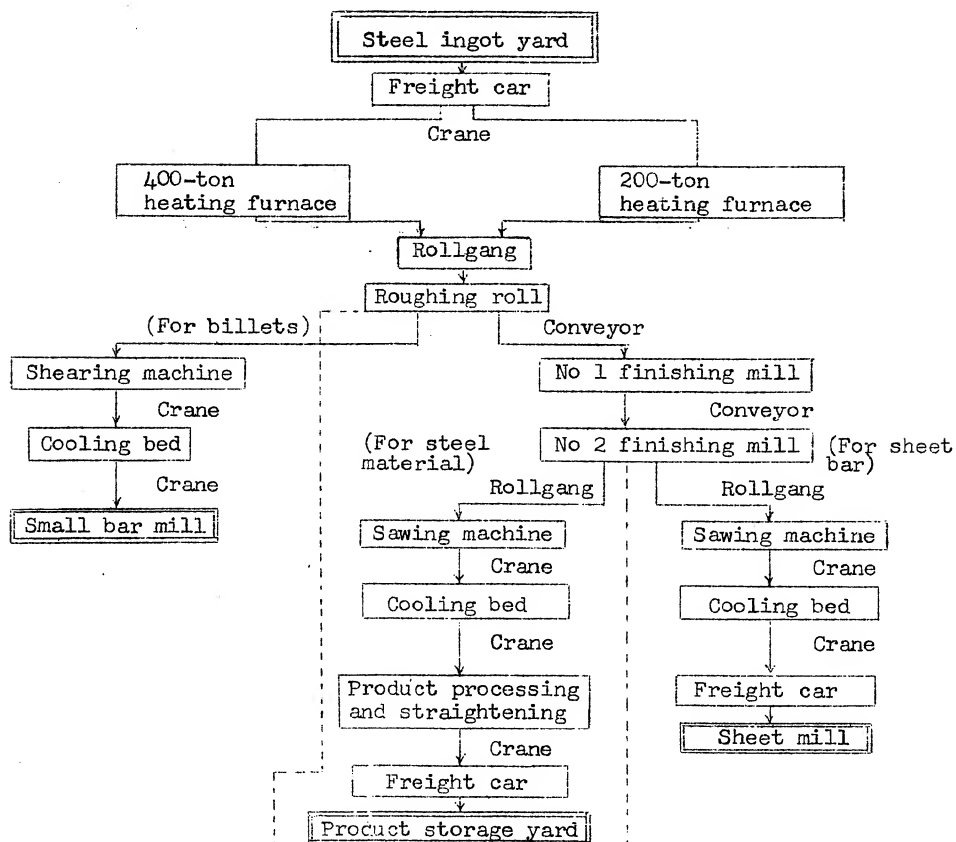 Steel ingot yard
Freight car
Crane
400-ton
heating furnace
200-ton
heating furnace
Rollgang
Roughing roll
(For billets)
Conveyor
Shearing machine
No 1 finishing mill
Crane
Conveyor
Cooling bed
(For steel
material)
No 2 finishing mill
(For sheet
bar)
Crane
Rollgang
Rollgang
Small bar mill
Sawing machine
Sawing machine
Crane
Crane
Cooling bed
Cooling bed
Crane
Crane
Product processing
and straightening
Freight car
Crane
Sheet mill
Freight car
Product storage yard